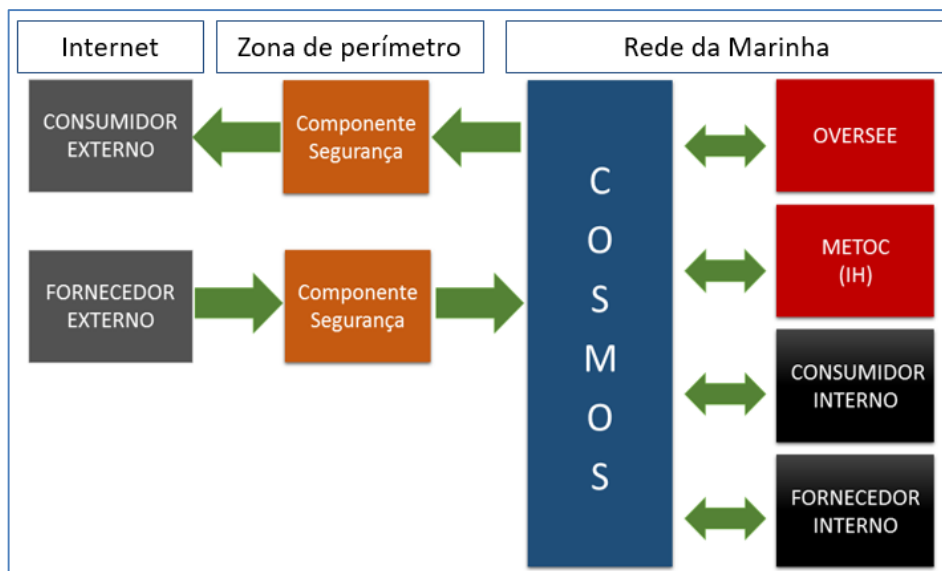 Internet
Zona de perímetro
Rede da Marinha
CONSUMIDOR
EXTERNO
Componente
Segurança
FORNECEDOR
EXTERNO
Componente
Segurança
C
O
S
M
O
S
OVERSEE
METOC
(IH)
CONSUMIDOR
INTERNO
FORNECEDOR
INTERNO